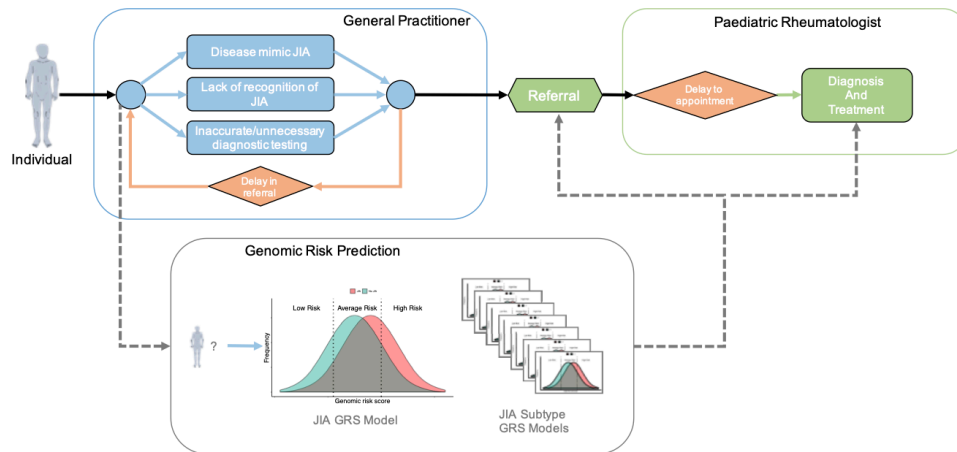 General Practitioner
Paediatric Rheumatologist
Disease mimic JIA
Lack of recognition of
JIA
Inaccurate/unnecessary
diagnostic testing
Delay in
referral
Individual
Referral
Delay to
appointment
Diagnosis
And
Treatment
Genomic Risk Prediction
?
Low Risk
Average Risk
High Risk
Frequency
Genomic risk score
JIA GRS Model
JIA Subtype
GRS Models